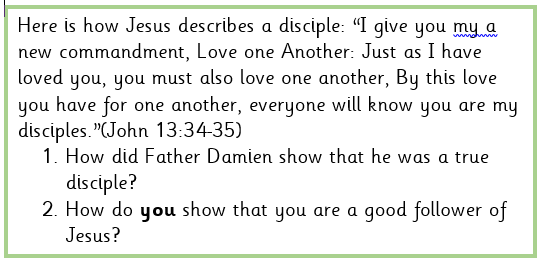 Here is how Jesus describes a disciple: “I give you my a
new commandment, Love one Another: Just as I have
loved you, you must also love one another, By this love
you have for one another, everyone will know you are my
disciples.”(John 13:34-35)
1. How did Father Damien show that he was a true
disciple?
2. How do you show that you are a good follower of
Jesus?